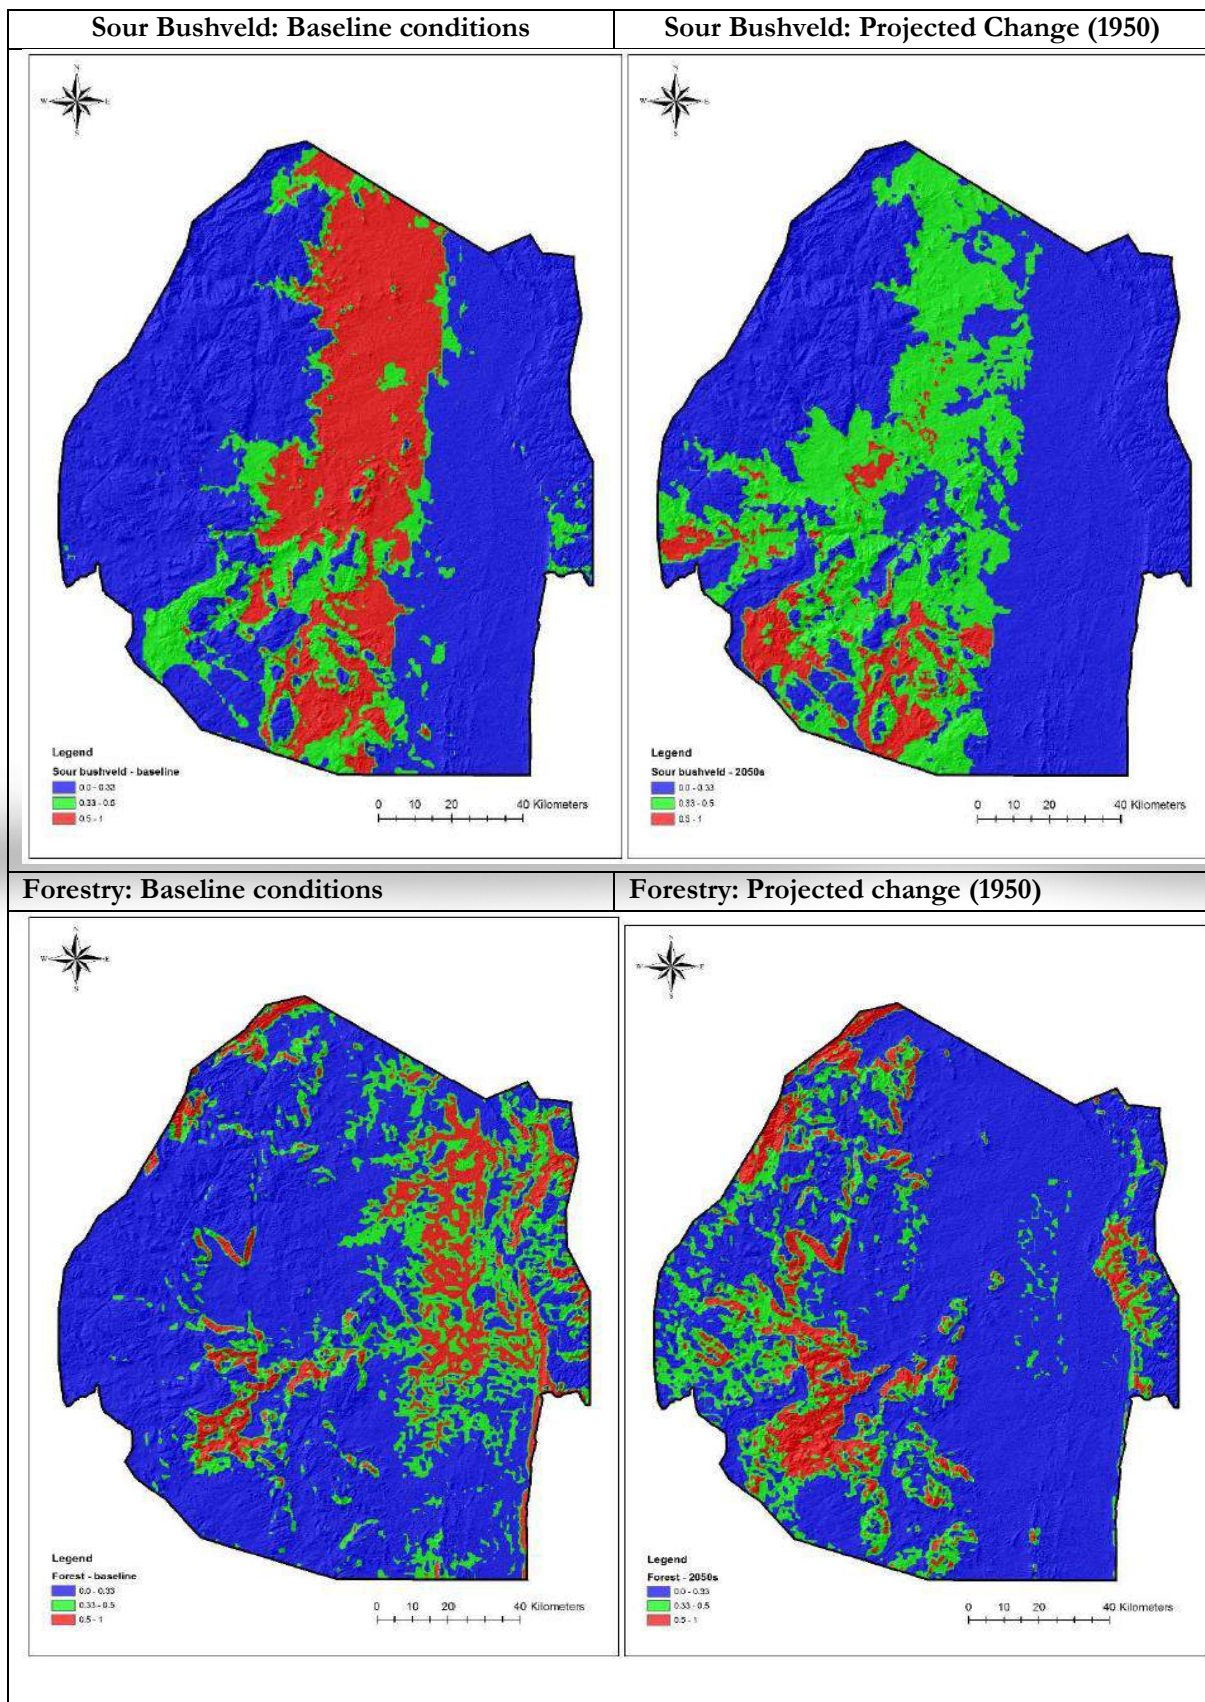 Sour Bushveld: Baseline conditions
Sour Bushveld: Projected Change (1950)
N
W
E
S
Legend
Sour bushveld - baseline
0.0 - 0.33
0.33 - 0.5
0.5 - 1
0 10 20 40 Kilometers
N
W
E
S
Legend
Sour bushveld - 2050s
0.0 - 0.33
0.33 - 0.5
0.5 - 1
0 10 20 40 Kilometers
Forestry: Baseline conditions
Forestry: Projected change (1950)
N
W
E
S
Legend
Forest - baseline
0.0 - 0.33
0.33 - 0.5
0.5 - 1
0 10 20 40 Kilometers
N
W
E
S
Legend
Forest - 2050s
0.0 - 0.33
0.33 - 0.5
0.5 - 1
0 10 20 40 Kilometers